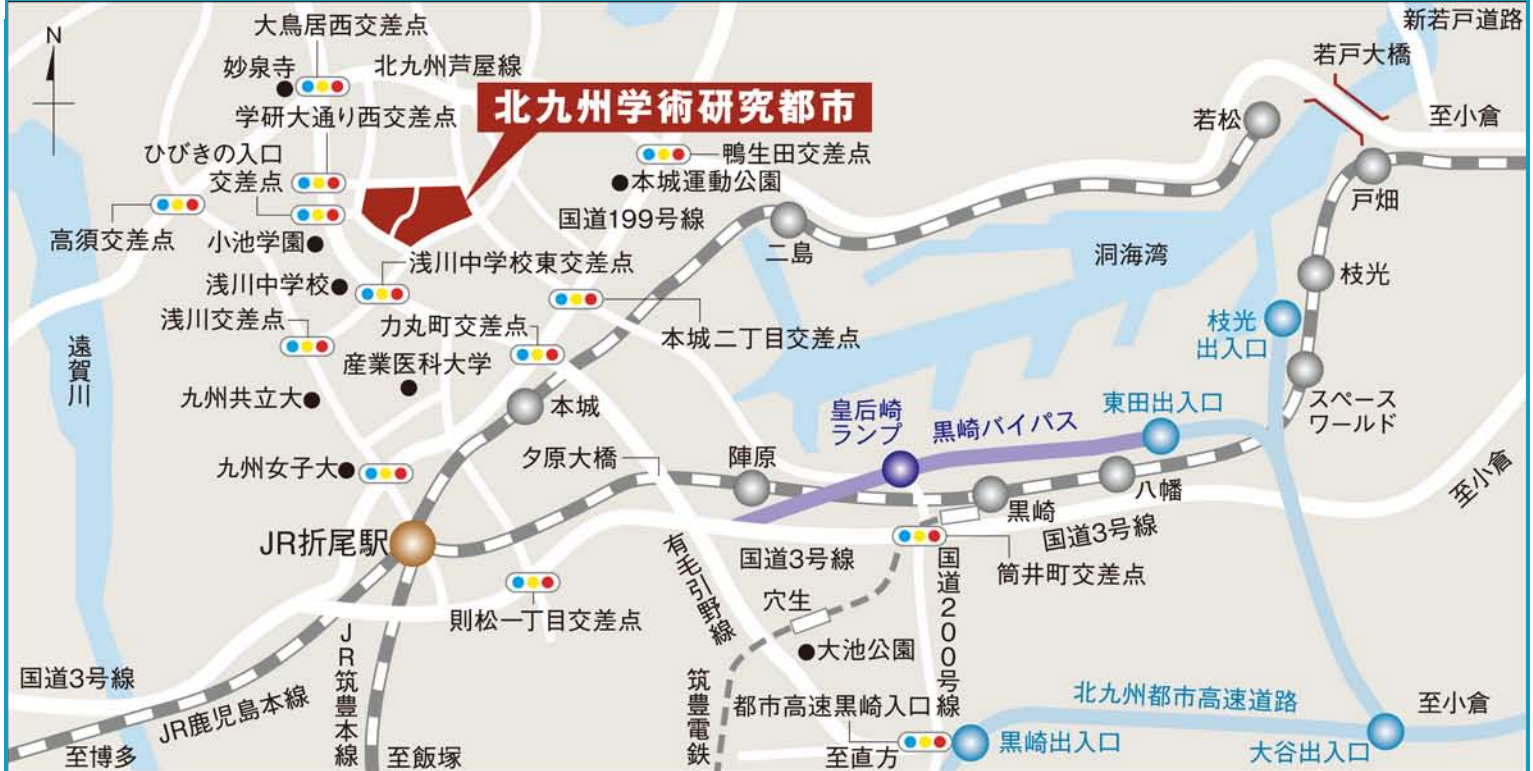 新若戸道路
大鳥居西交差点
N
若戸大橋
妙泉寺
北九州芦屋線
北九州学術研究都市
学研大通り西交差点
若松
至小倉
ひびきの入口
交差点
鴨生田交差点
本城運動公園
戸畑
国道199号線
高須交差点
小池学園
二島
洞海湾
浅川中学校東交差点
浅川中学校
枝光
浅川交差点
力丸町交差点
本城二丁目交差点
枝光
出入口
遠賀川
産業医科大学
九州共立大
本城
皇后崎
ランプ
黒崎バイパス
東田出入口
スペース
ワールド
九州女子大
夕原大橋
陣原
八幡
至小倉
黒崎
JR折尾駅
国道3号線
国道3号線
有毛引野線
国道200号線
筒井町交差点
則松一丁目交差点
穴生
大池公園
国道3号線
JR鹿児島本線
JR筑豊本線
筑豊電鉄
都市高速黒崎入口
北九州都市高速道路
至小倉
至博多
至飯塚
至直方
黒崎出入口
大谷出入口